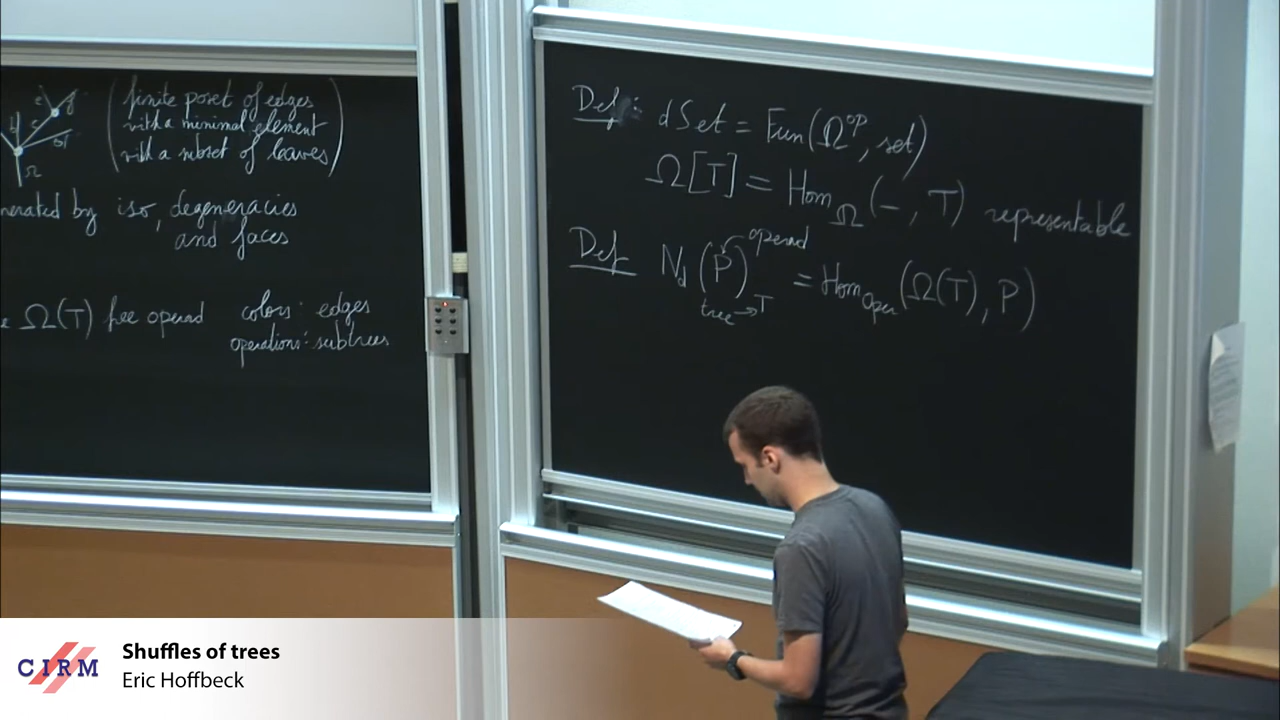 finite poset of edges
with a minimal element
with a subset of leaves
nerated by iso, degeneracies
and faces
Ω(T) free operad colors: edges
operations: subtrees
Def: dSet = Fun(Ω^op, set)
Ω[T] = Hom_Ω(-, T) representable
operad
Def N_d(P)_T = Hom_Oper(Ω(T), P)
tree → T
CIRM
Shuffles of trees
Eric Hoffbeck